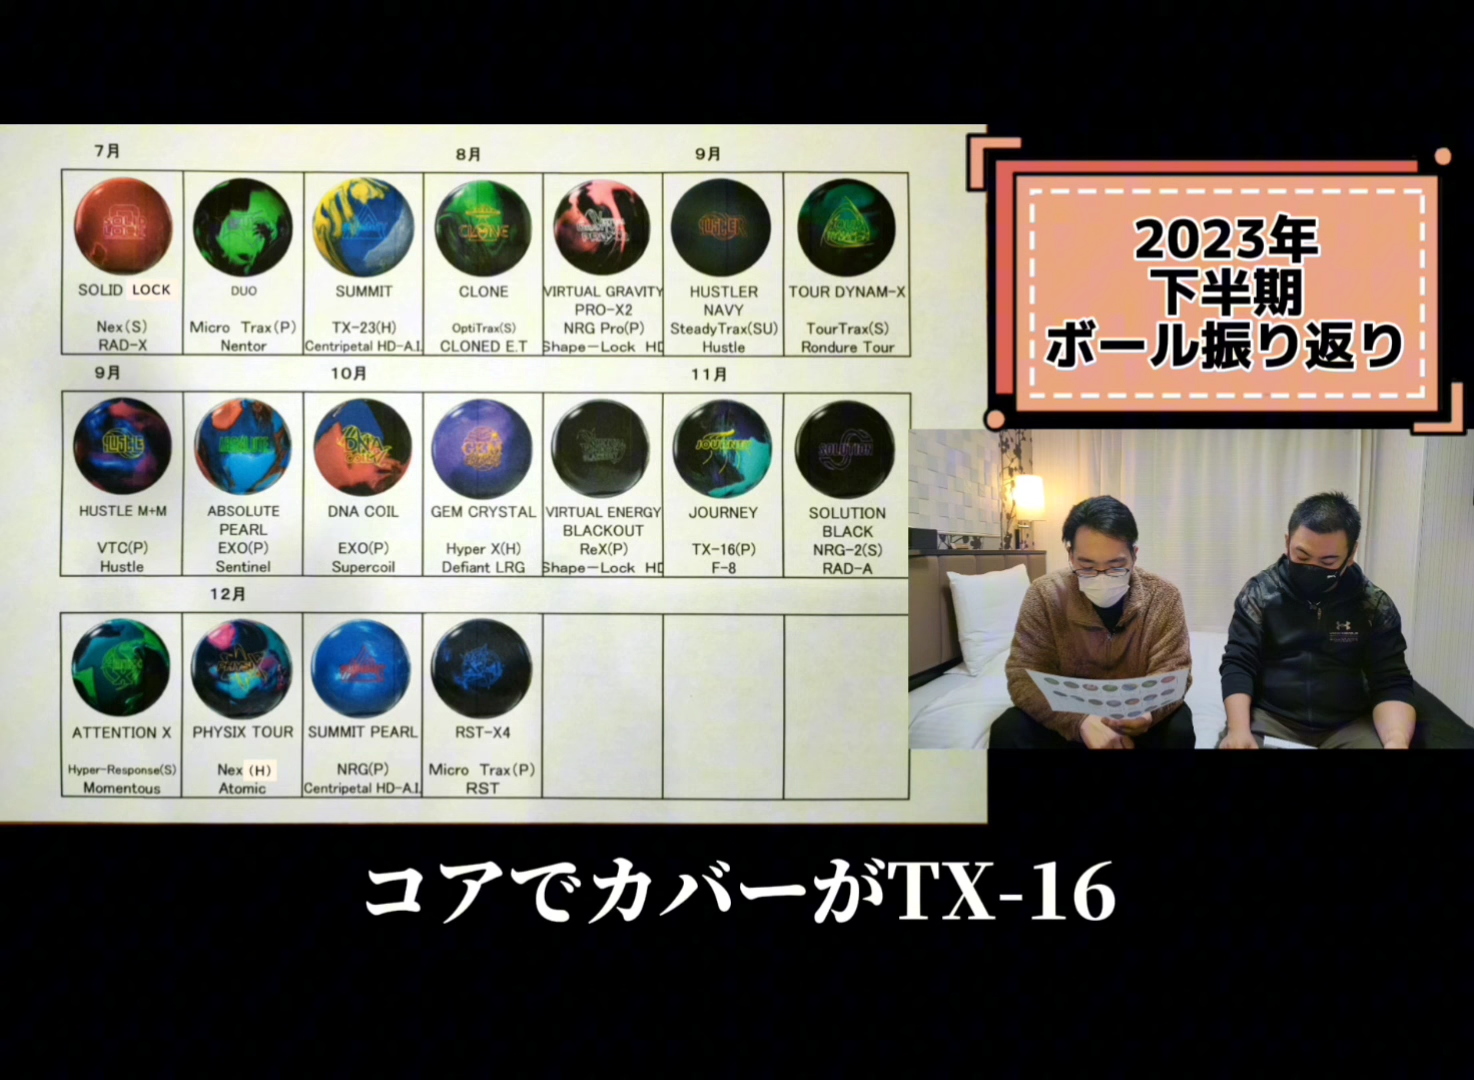 7月
8月
9月
SOLID LOCK
Nex(S)
RAD-X
DUO
Micro Trax(P)
Nentor
SUMMIT
TX-23(H)
Centripetal HD-A.I.
CLONE
OptiTrax(S)
CLONED E.T
VIRTUAL GRAVITY
PRO-X2
NRG Pro(P)
Shape-Lock HD
HUSTLER
NAVY
SteadyTrax(SU)
Hustle
TOUR DYNAM-X
TourTrax(S)
Rondure Tour
9月
10月
11月
HUSTLE M+M
VTC(P)
Hustle
ABSOLUTE
PEARL
EXO(P)
Sentinel
DNA COIL
EXO(P)
Supercoil
GEM CRYSTAL
Hyper X(H)
Defiant LRG
VIRTUAL ENERGY
BLACKOUT
ReX(P)
Shape-Lock HD
JOURNEY
TX-16(P)
F-8
SOLUTION
BLACK
NRG-2(S)
RAD-A
12月
ATTENTION X
Hyper-Response(S)
Momentous
PHYSIX TOUR
Nex (H)
Atomic
SUMMIT PEARL
NRG(P)
Centripetal HD-A.I.
RST-X4
Micro Trax(P)
RST
2023年
下半期
ボール振り返り
コアでカバーがTX-16